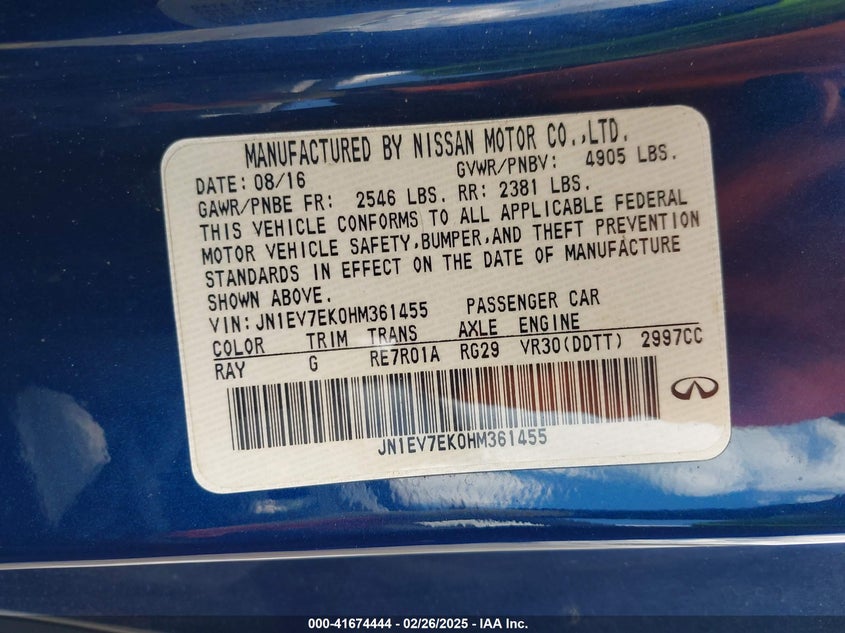 MANUFACTURED BY NISSAN MOTOR CO.,LTD.
DATE: 08/16 GVWR/PNBV: 4905 LBS.
GAWR/PNBE FR: 2546 LBS. RR: 2381 LBS.
THIS VEHICLE CONFORMS TO ALL APPLICABLE FEDERAL
MOTOR VEHICLE SAFETY,BUMPER,AND THEFT PREVENTION
STANDARDS IN EFFECT ON THE DATE OF MANUFACTURE
SHOWN ABOVE.
VIN:JN1EV7EK0HM361455 PASSENGER CAR
COLOR TRIM TRANS AXLE ENGINE
RAY G RE7R01A RG29 VR30(DDTT) 2997CC
JN1EV7EK0HM361455
000-41674444 - 02/26/2025 - IAA Inc.